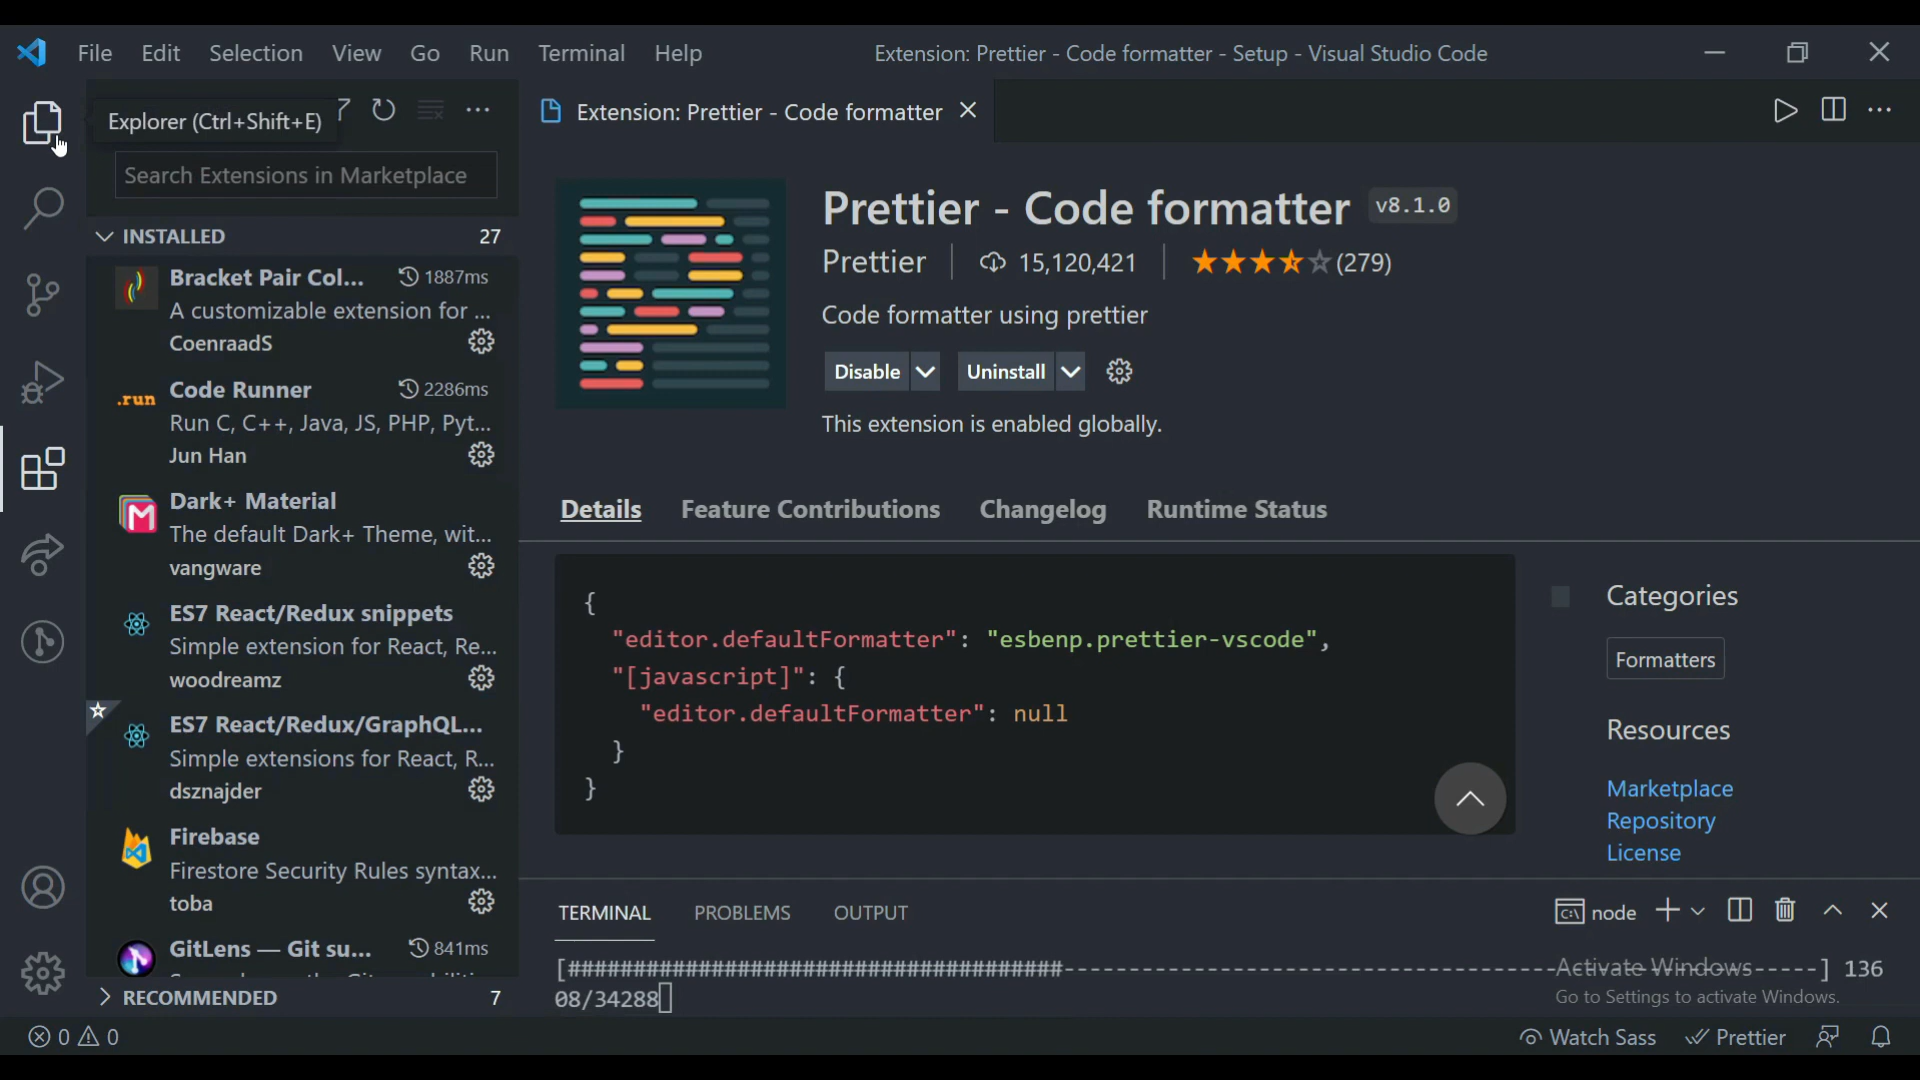 File Edit Selection View Go Run Terminal Help
Extension: Prettier - Code formatter - Setup - Visual Studio Code
Explorer (Ctrl+Shift+E)
Search Extensions in Marketplace
INSTALLED 27
Bracket Pair Col... 1887ms
A customizable extension for ...
CoenraadS
.run
Code Runner 2286ms
Run C, C++, Java, JS, PHP, Pyt...
Jun Han
Dark+ Material
The default Dark+ Theme, wit...
vangware
ES7 React/Redux snippets
Simple extension for React, Re...
woodreamz
ES7 React/Redux/GraphQL...
Simple extensions for React, R...
dsznajder
Firebase
Firestore Security Rules syntax...
toba
GitLens — Git su... 841ms
RECOMMENDED 7
Extension: Prettier - Code formatter
Prettier - Code formatter v8.1.0
Prettier 15,120,421 (279)
Code formatter using prettier
Disable Uninstall
This extension is enabled globally.
Details Feature Contributions Changelog Runtime Status
{
"editor.defaultFormatter": "esbenp.prettier-vscode",
"[javascript]": {
"editor.defaultFormatter": null
}
}
Categories
Formatters
Resources
Marketplace
Repository
License
TERMINAL PROBLEMS OUTPUT
node
[####################################-------------------------------------------------------] 136
08/34288
Activate Windows
Go to Settings to activate Windows.
0 0
Watch Sass Prettier